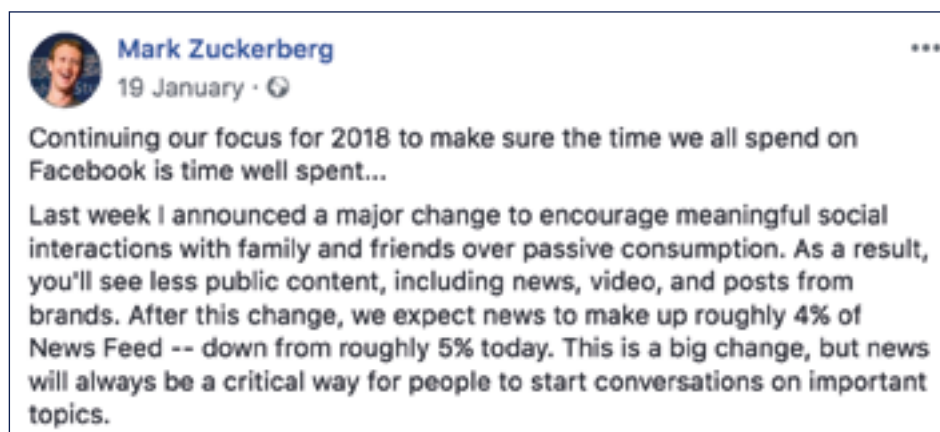 Mark Zuckerberg
19 January ·
Continuing our focus for 2018 to make sure the time we all spend on
Facebook is time well spent...
Last week I announced a major change to encourage meaningful social
interactions with family and friends over passive consumption. As a result,
you'll see less public content, including news, video, and posts from
brands. After this change, we expect news to make up roughly 4% of
News Feed -- down from roughly 5% today. This is a big change, but news
will always be a critical way for people to start conversations on important
topics.